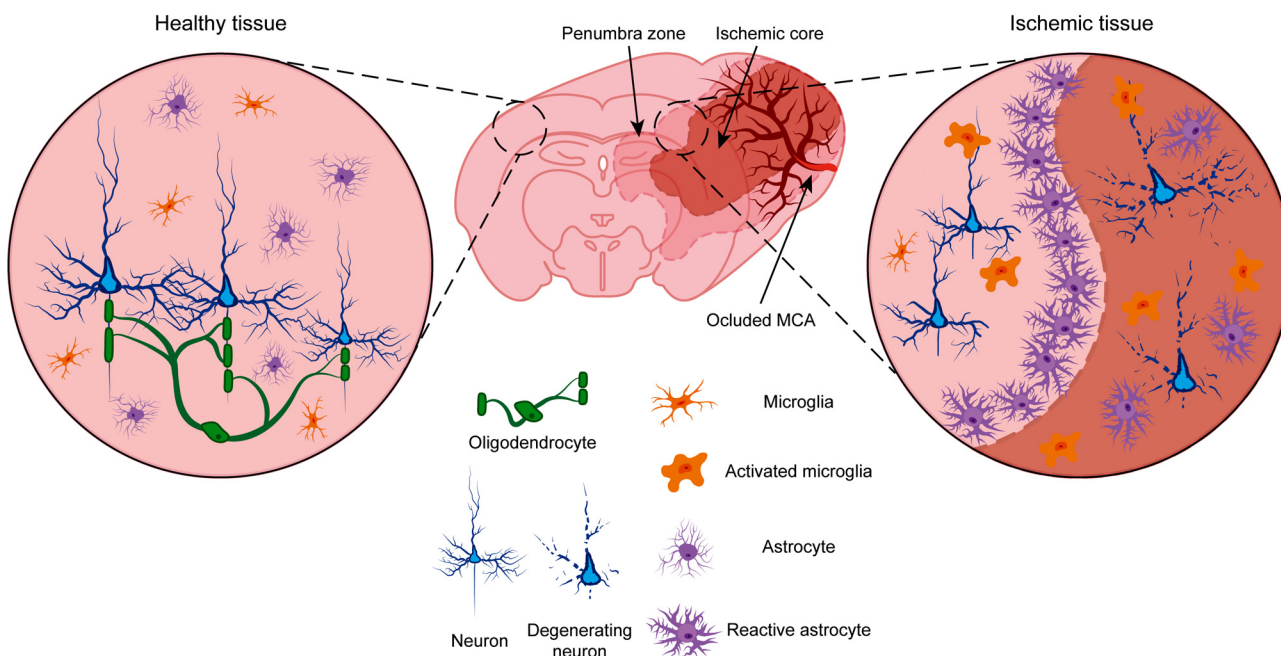 Healthy tissue
Penumbra zone
Ischemic core
Ischemic tissue
Ocluded MCA
Oligodendrocyte
Microglia
Activated microglia
Astrocyte
Neuron
Degenerating
neuron
Reactive astrocyte